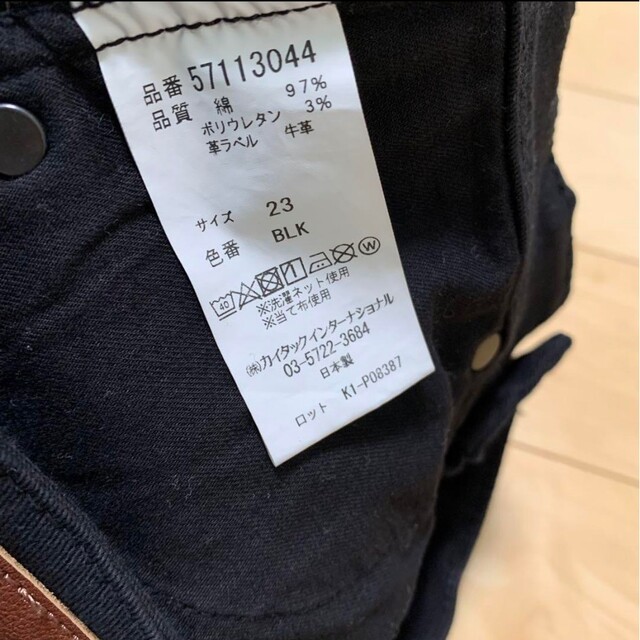 品番 57113044
品質 綿 97%
ポリウレタン 3%
革ラベル 牛革
サイズ 23
色番 BLK
40 W
※洗濯ネット使用
※当て布使用
㈱カイタックインターナショナル
03-5722-3684
日本製
ロット K1-P08387